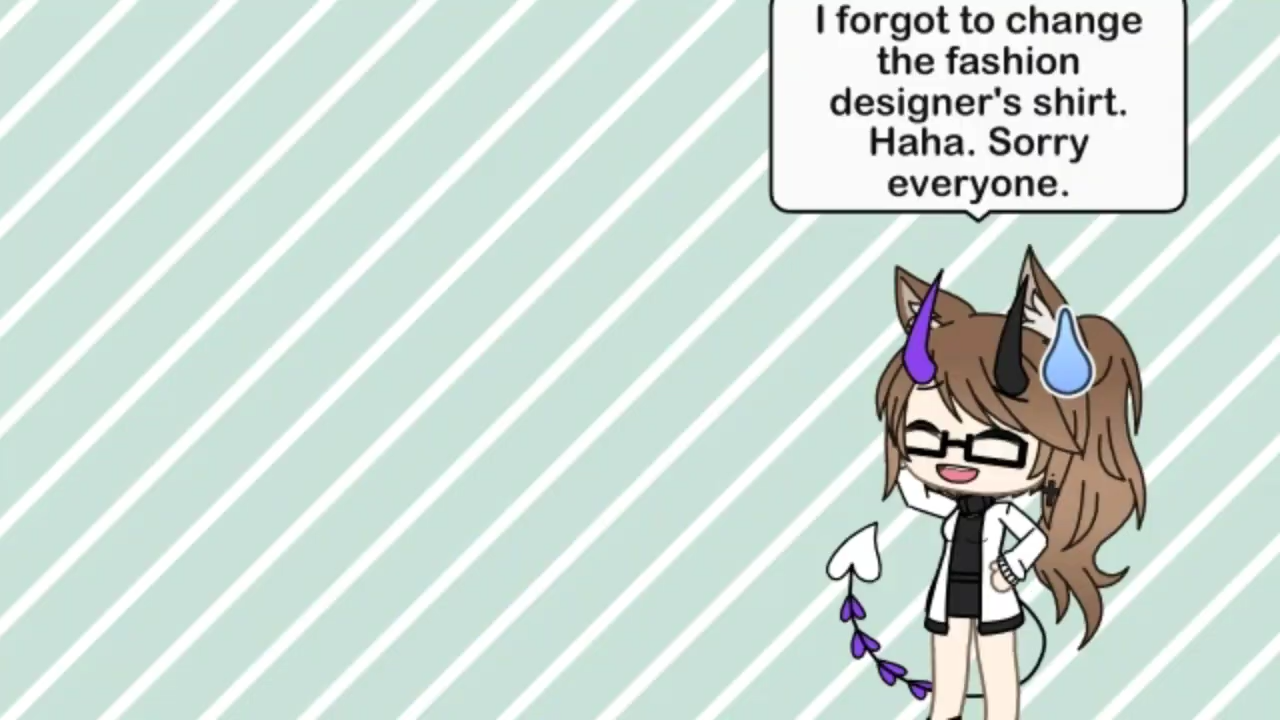 I forgot to change
the fashion
designer's shirt.
Haha. Sorry
everyone.